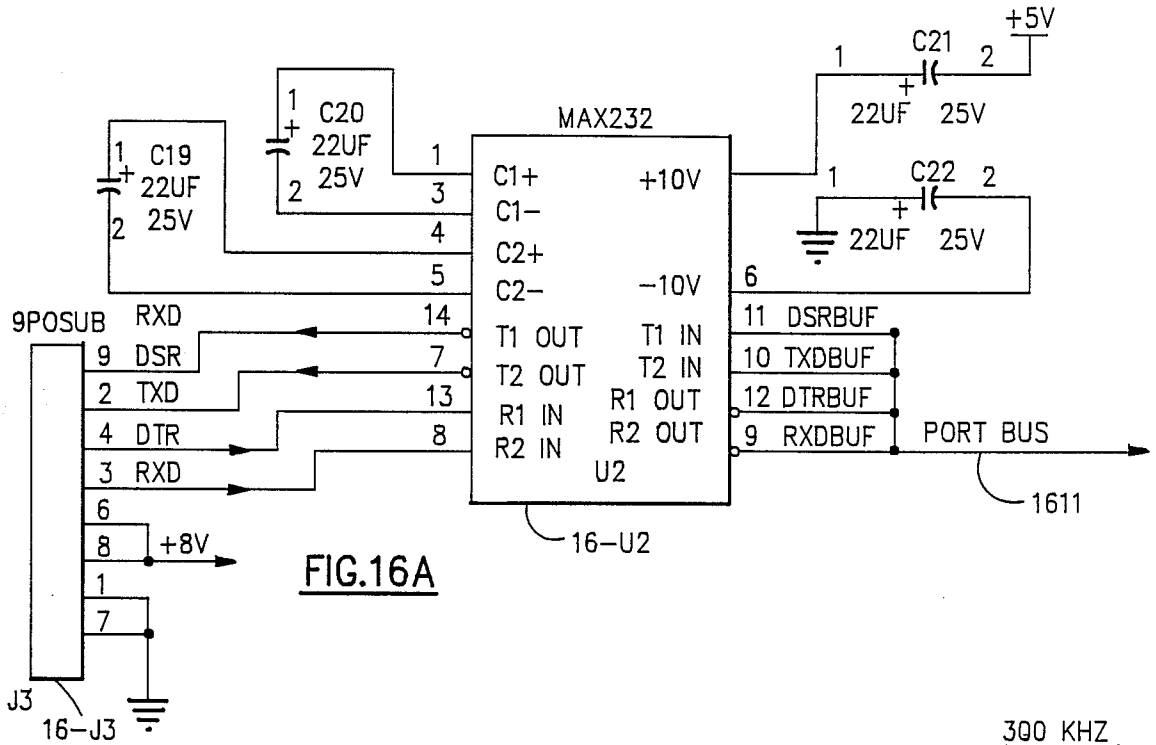 +5V
1 C21 2
+
22UF 25V
MAX232
1 C20
+ 22UF
25V
2
1 C19
+ 22UF
25V
2
1 C22 2
+
22UF 25V
1 C1+
3 C1-
4 C2+
5 C2-
+10V
-10V 6
9POSUB RXD
14 T1 OUT
7 T2 OUT
13 R1 IN
8 R2 IN
T1 IN 11 DSRBUF
T2 IN 10 TXDBUF
R1 OUT 12 DTRBUF
R2 OUT 9 RXDBUF PORT BUS
U2
9 DSR
2 TXD
4 DTR
3 RXD
6
8 +8V
1
7
1611
16-U2
FIG.16A
J3
16-J3
300 KHZ